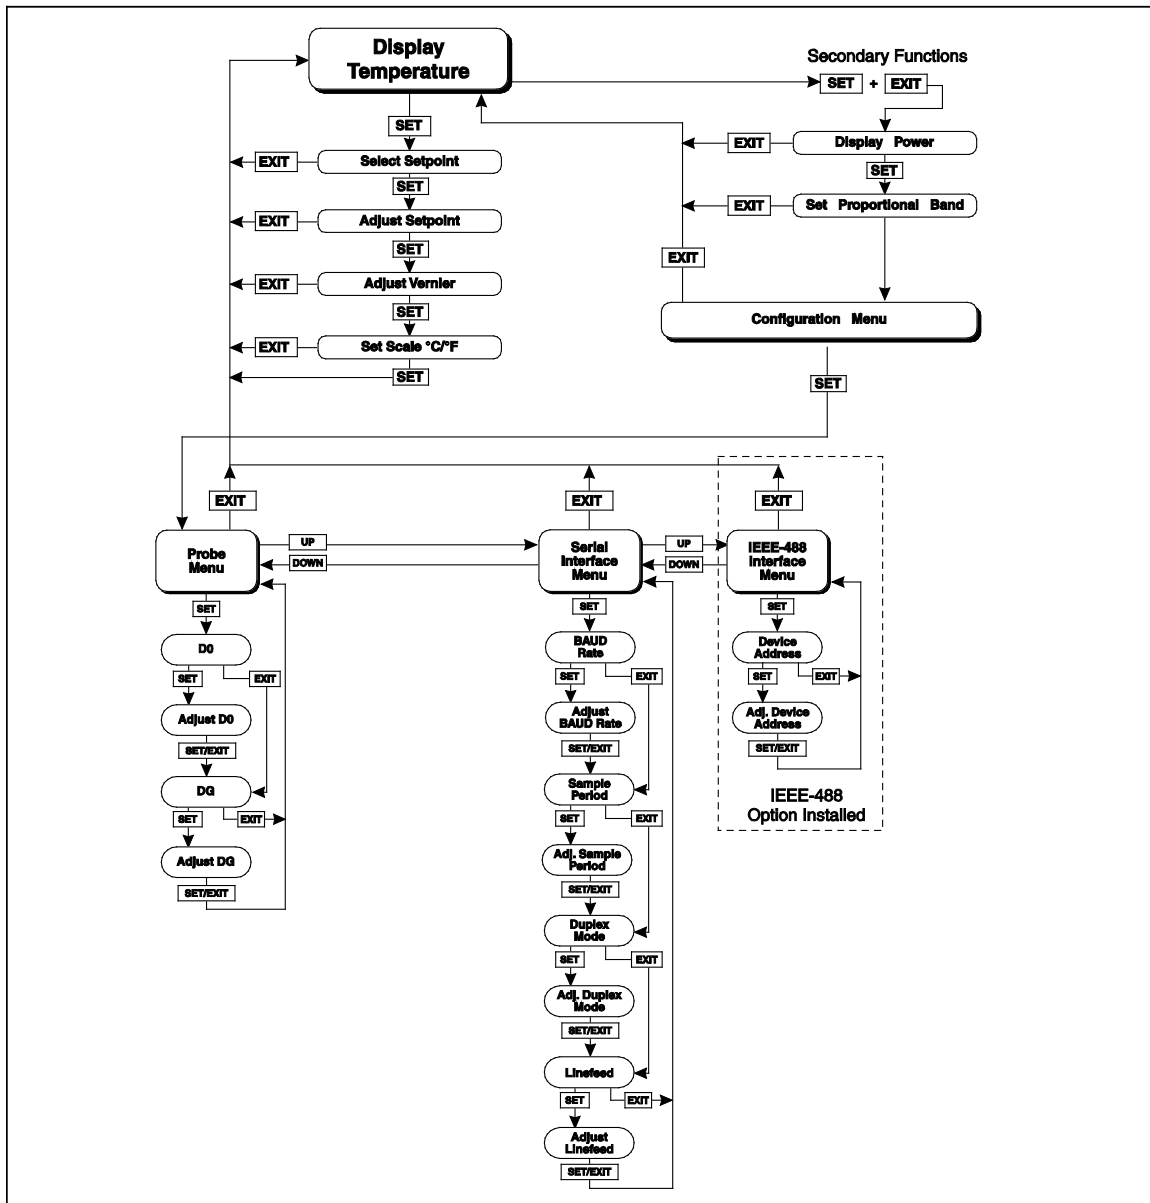 Display
Temperature
Secondary Functions
SET + EXIT
SET
EXIT
Select Setpoint
SET
EXIT
Adjust Setpoint
SET
EXIT
Adjust Vernier
SET
EXIT
Set Scale °C/°F
SET
EXIT
Display Power
SET
EXIT
Set Proportional Band
EXIT
Configuration Menu
SET
EXIT
EXIT
EXIT
Probe
Menu
UP
DOWN
Serial
Interface
Menu
UP
DOWN
IEEE-488
Interface
Menu
SET
D0
SET
EXIT
Adjust D0
SET/EXIT
DG
SET
EXIT
Adjust DG
SET/EXIT
SET
BAUD
Rate
SET
EXIT
Adjust
BAUD Rate
SET/EXIT
Sample
Period
SET
EXIT
Adj. Sample
Period
SET/EXIT
Duplex
Mode
SET
EXIT
Adj. Duplex
Mode
SET/EXIT
Linefeed
SET
EXIT
Adjust
Linefeed
SET/EXIT
SET
Device
Address
SET
EXIT
Adj. Device
Address
SET/EXIT
IEEE-488
Option Installed